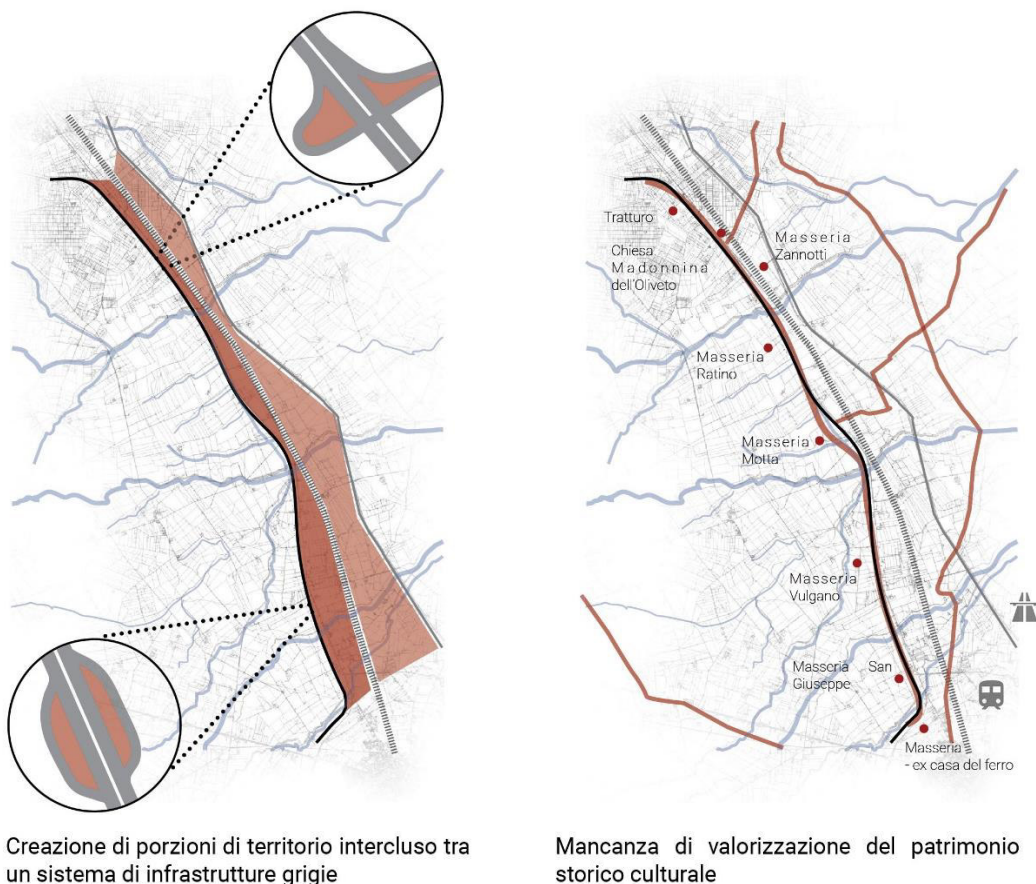 Tratturo
Chiesa
Madonnina
dell'Oliveto
Masseria
Zannotti
Masseria
Ratino
Masseria
Motta
Masseria
Vulgano
Masseria San
Giuseppe
Masseria
- ex casa del ferro
Creazione di porzioni di territorio intercluso tra
un sistema di infrastrutture grigie
Mancanza di valorizzazione del patrimonio
storico culturale